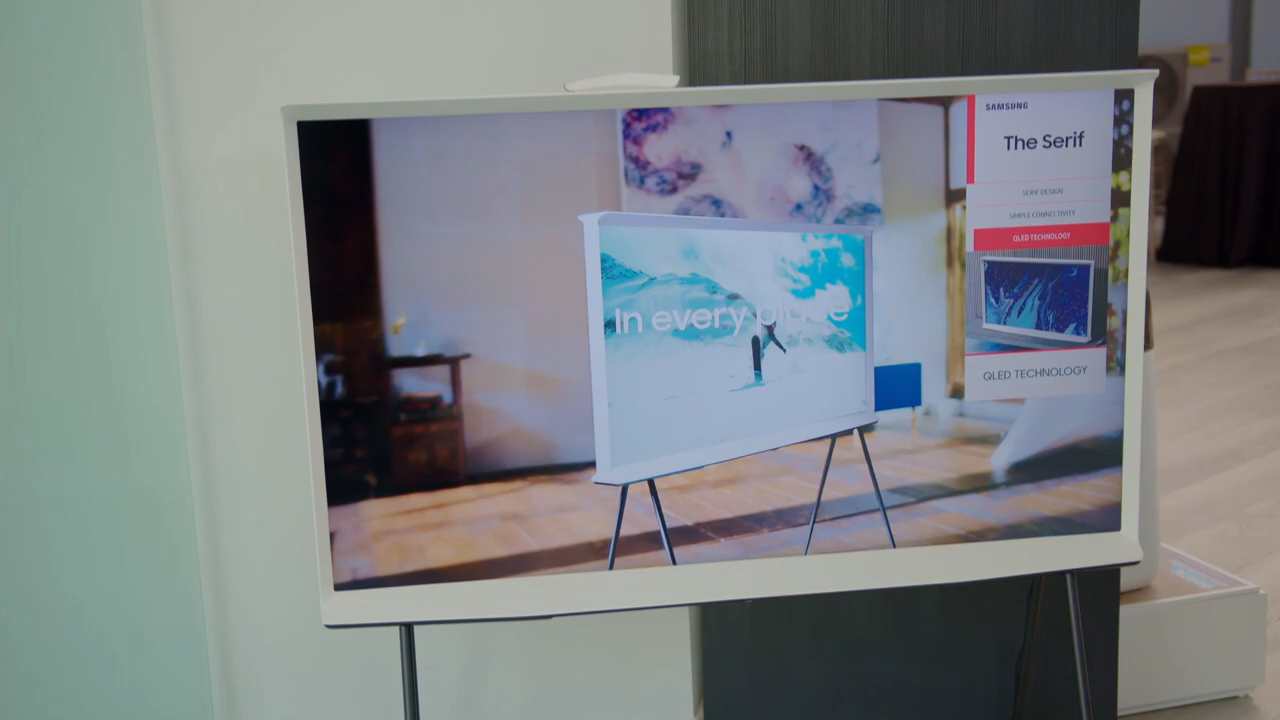 SAMSUNG
The Serif
SERIF DESIGN
SIMPLE CONNECTIVITY
QLED TECHNOLOGY
In every place
QLED TECHNOLOGY